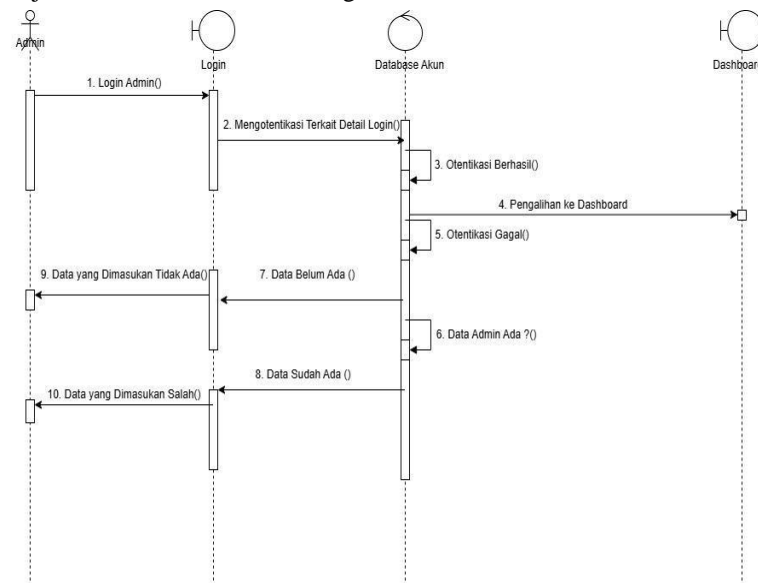 Admin
Login
Database Akun
Dashboard
1. Login Admin()
2. Mengotentikasi Terkait Detail Login()
3. Otentikasi Berhasil()
4. Pengalihan ke Dashboard
5. Otentikasi Gagal()
9. Data yang Dimasukan Tidak Ada()
7. Data Belum Ada ()
6. Data Admin Ada ?()
8. Data Sudah Ada ()
10. Data yang Dimasukan Salah()